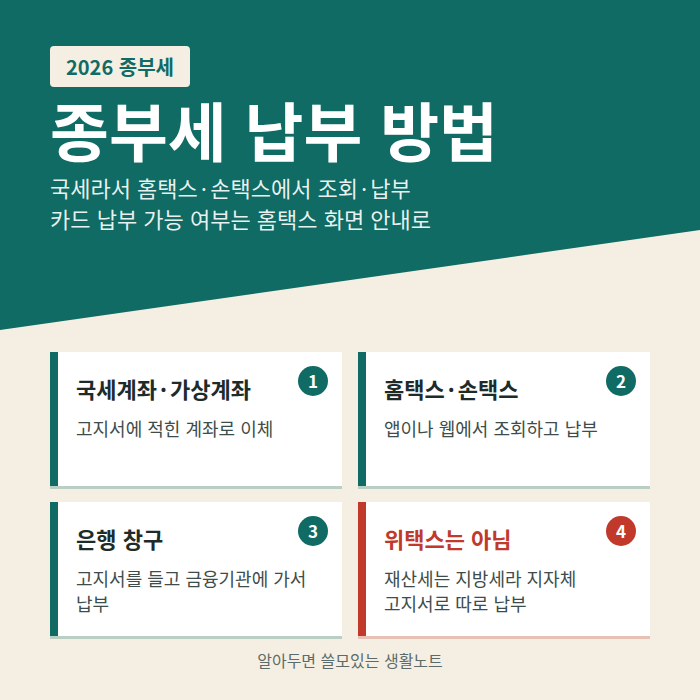 2026 종부세
종부세 납부 방법
국세라서 홈택스·손택스에서 조회·납부
카드 납부 가능 여부는 홈택스 화면 안내로
국세계좌·가상계좌
1
고지서에 적힌 계좌로 이체
홈택스·손택스
2
앱이나 웹에서 조회하고 납부
은행 창구
3
고지서를 들고 금융기관에 가서
납부
위택스는 아님
4
재산세는 지방세라 지자체
고지서로 따로 납부
알아두면 쓸모있는 생활노트